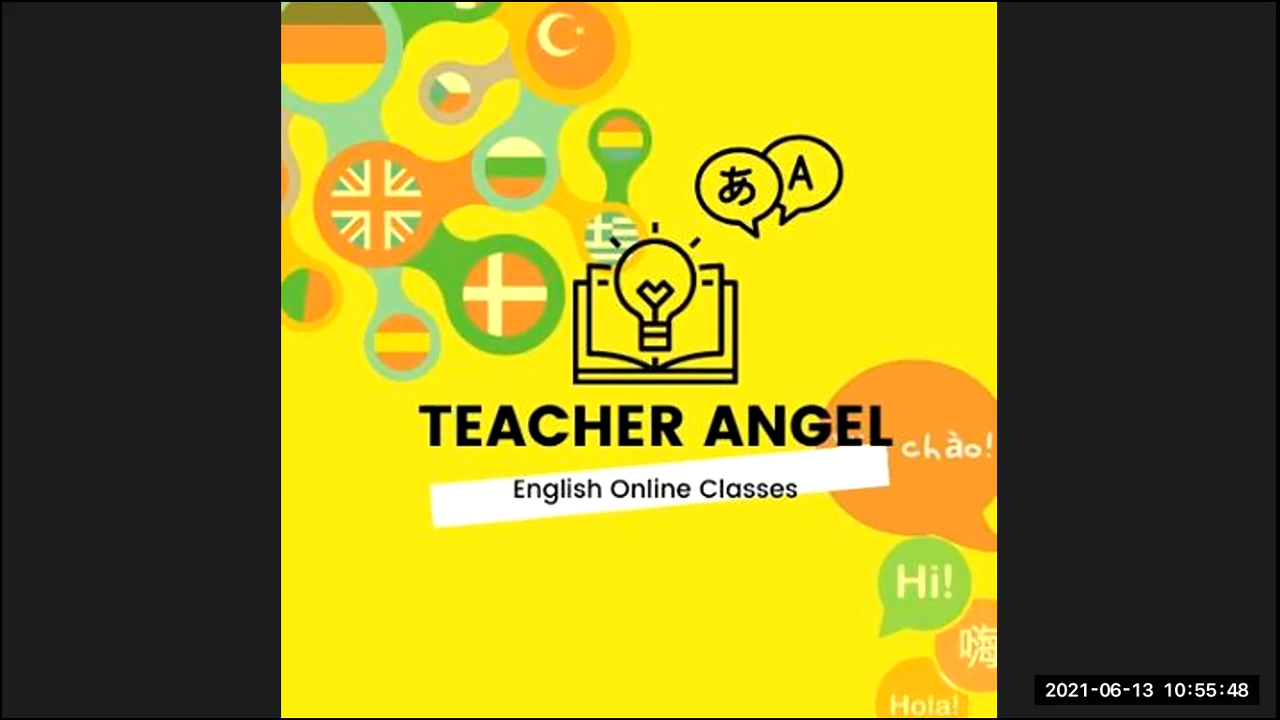 あ A
TEACHER ANGEL
chào!
English Online Classes
Hi!
嗨
Hola!
2021-06-13 10:55:48